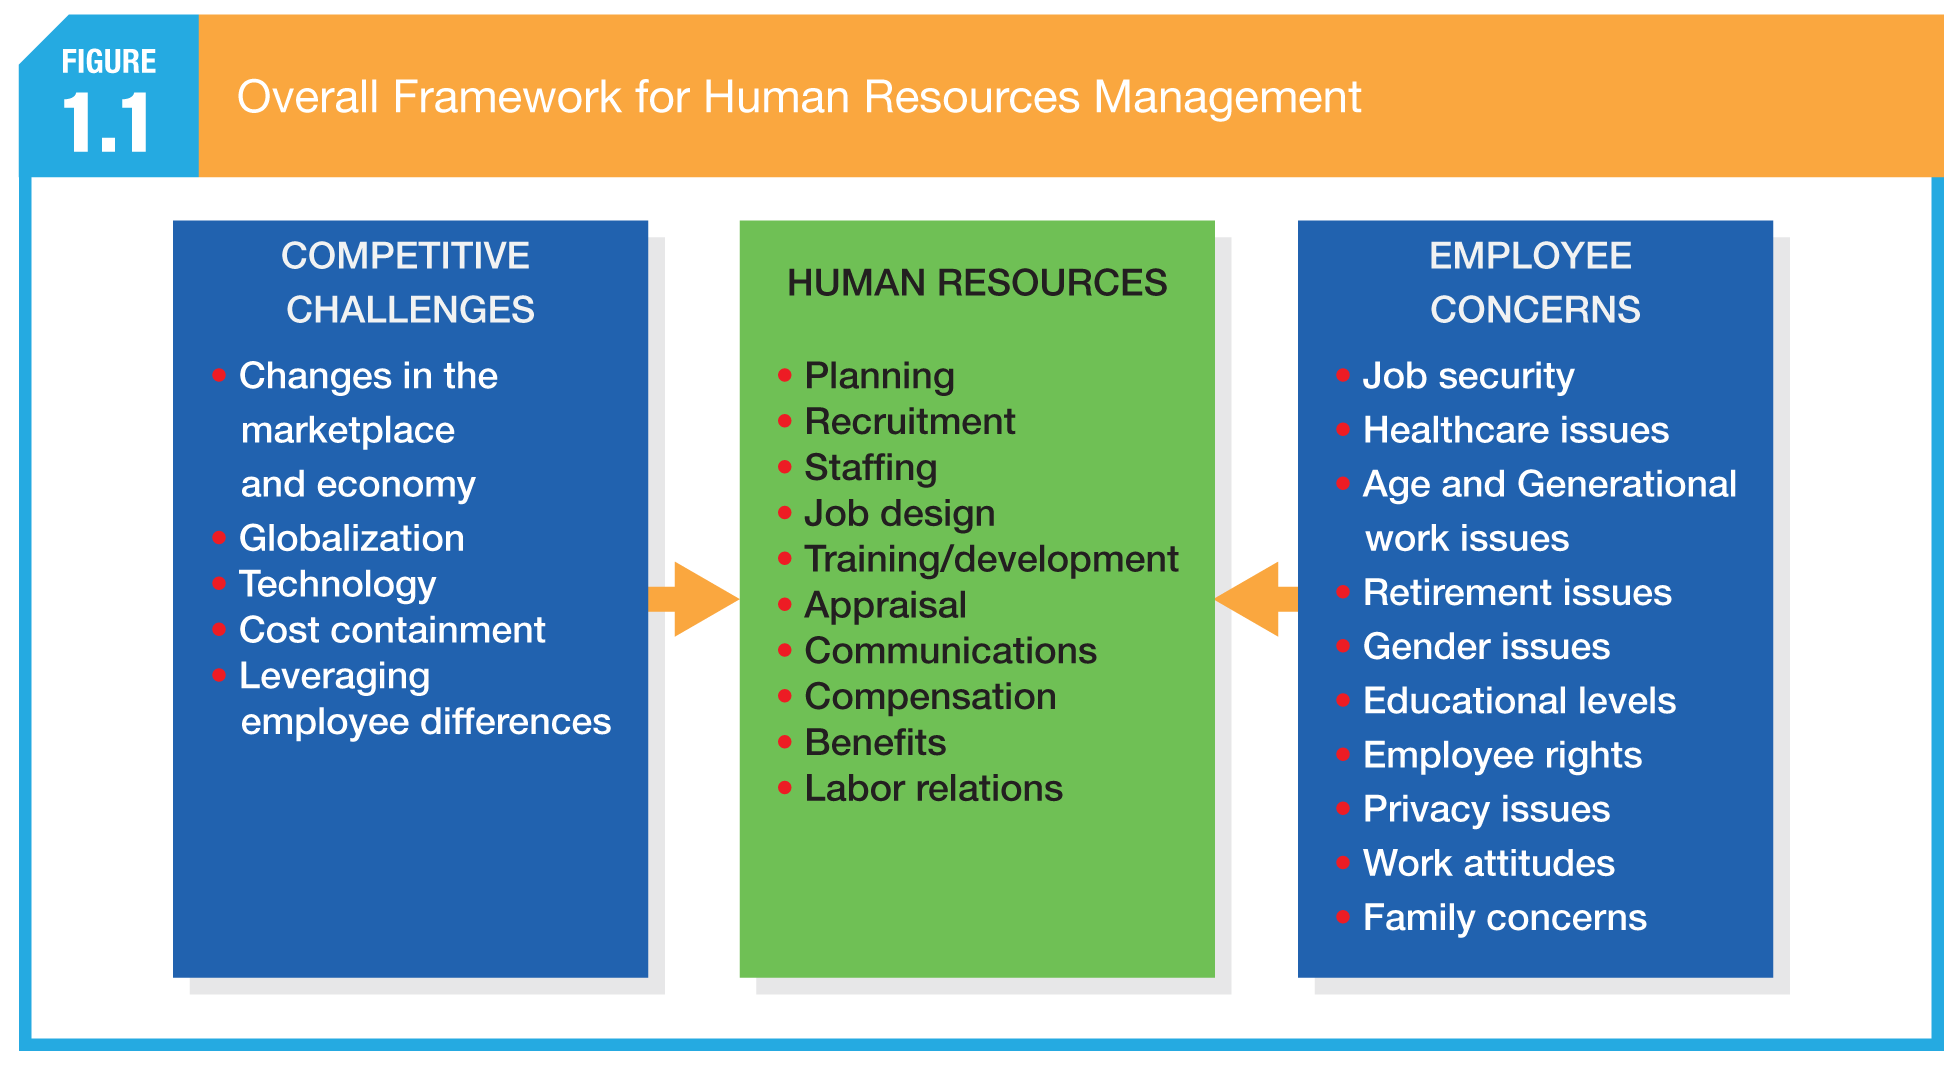 FIGURE
1.1
Overall Framework for Human Resources Management
COMPETITIVE
CHALLENGES
• Changes in the
marketplace
and economy
• Globalization
• Technology
• Cost containment
• Leveraging
employee differences
HUMAN RESOURCES
• Planning
• Recruitment
• Staffing
• Job design
• Training/development
• Appraisal
• Communications
• Compensation
• Benefits
• Labor relations
EMPLOYEE
CONCERNS
• Job security
• Healthcare issues
• Age and Generational
work issues
• Retirement issues
• Gender issues
• Educational levels
• Employee rights
• Privacy issues
• Work attitudes
• Family concerns